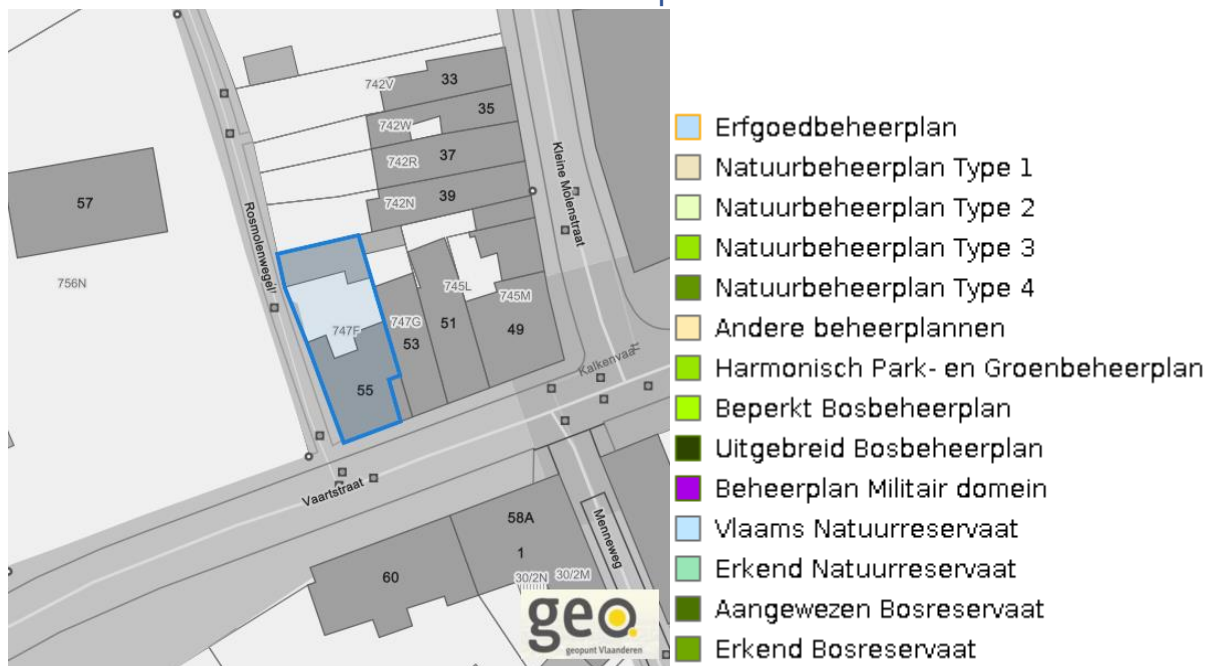 33
742V
35
742W
37
742R
39
742N
Kleine Molenstraat
57
Rosmolenwegel
756N
745L
745M
747F
747G
51
49
53
55
Kalkenvaart
Vaartstraat
58A
1
Menneweg
60
30/2N
30/2M
geo.
geopunt Vlaanderen
Erfgoedbeheerplan
Natuurbeheerplan Type 1
Natuurbeheerplan Type 2
Natuurbeheerplan Type 3
Natuurbeheerplan Type 4
Andere beheerplannen
Harmonisch Park- en Groenbeheerplan
Beperkt Bosbeheerplan
Uitgebreid Bosbeheerplan
Beheerplan Militair domein
Vlaams Natuurreservaat
Erkend Natuurreservaat
Aangewezen Bosreservaat
Erkend Bosreservaat